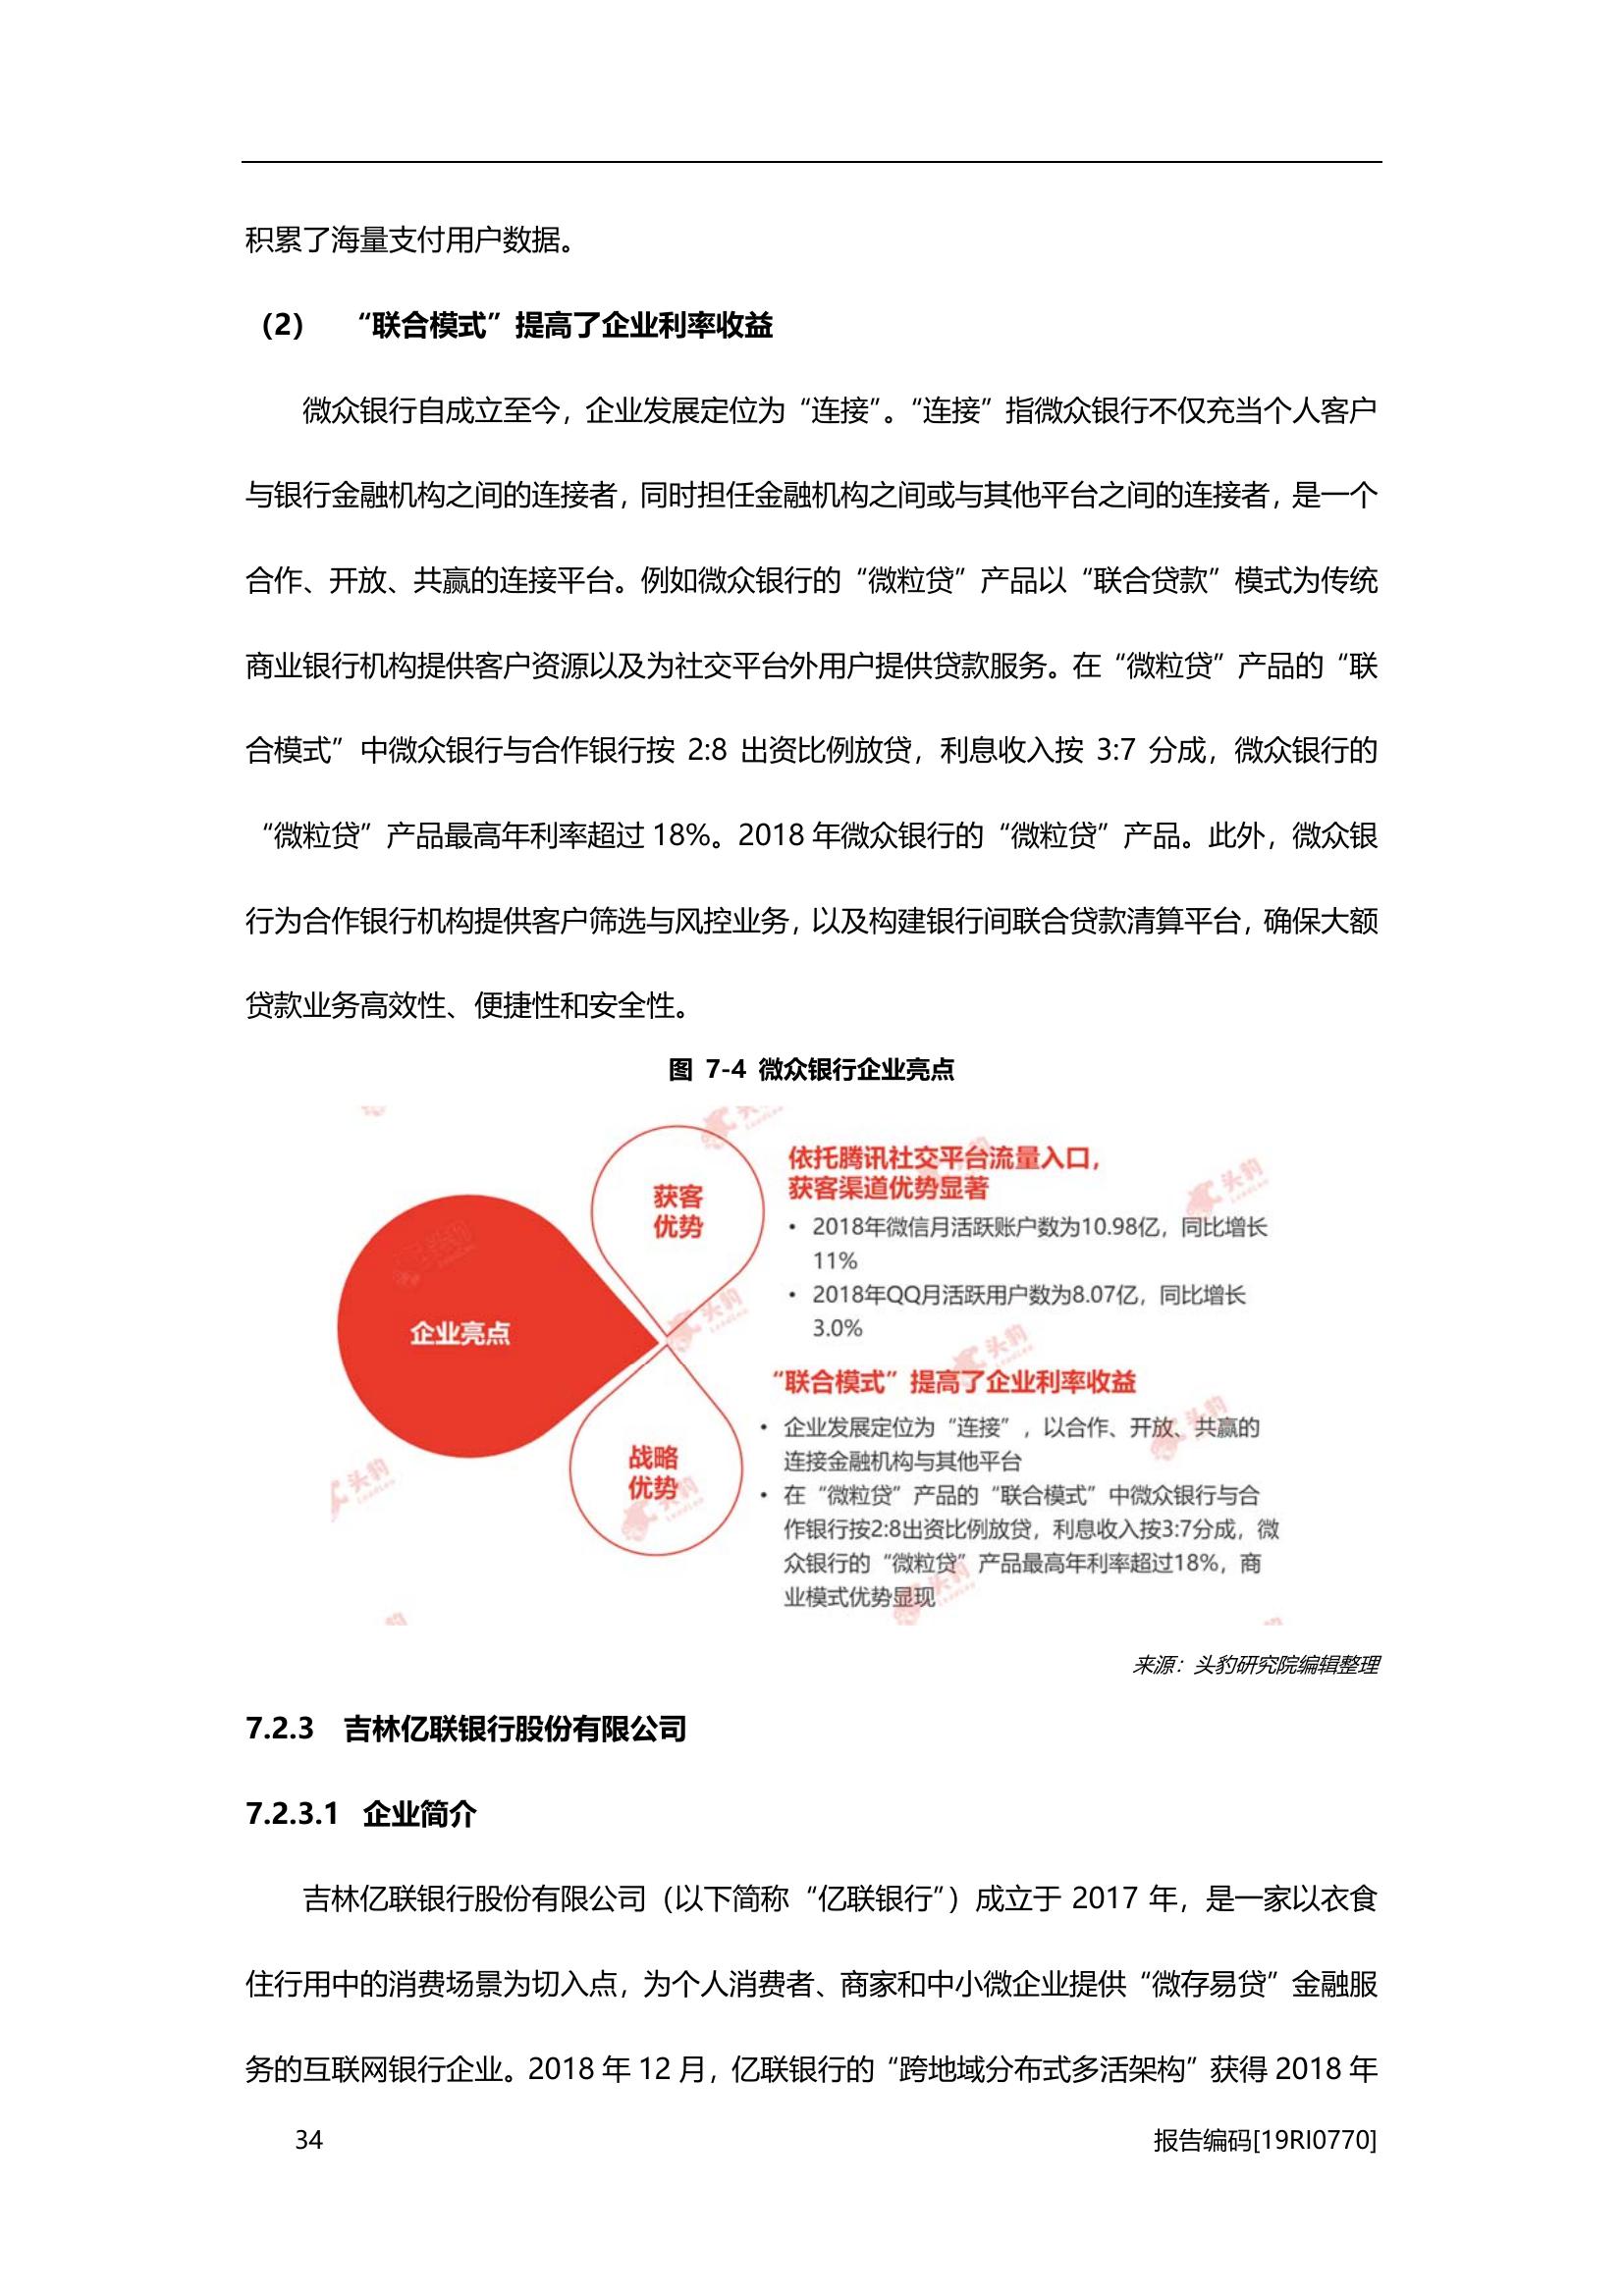 积累了海量支付用户数据。
（2） “联合模式”提高了企业利率收益
微众银行自成立至今，企业发展定位为“连接”。“连接”指微众银行不仅充当个人客户
与银行金融机构之间的连接者，同时担任金融机构之间或与其他平台之间的连接者，是一个
合作、开放、共赢的连接平台。例如微众银行的“微粒贷”产品以“联合贷款”模式为传统
商业银行机构提供客户资源以及为社交平台外用户提供贷款服务。在“微粒贷”产品的“联
合模式”中微众银行与合作银行按 2:8 出资比例放贷，利息收入按 3:7 分成，微众银行的
“微粒贷”产品最高年利率超过 18%。2018 年微众银行的“微粒贷”产品。此外，微众银
行为合作银行机构提供客户筛选与风控业务，以及构建银行间联合贷款清算平台，确保大额
贷款业务高效性、便捷性和安全性。
图 7-4 微众银行企业亮点
企业亮点
获客
优势
依托腾讯社交平台流量入口，
获客渠道优势显著
• 2018年微信月活跃账户数为10.98亿，同比增长
11%
• 2018年QQ月活跃用户数为8.07亿，同比增长
3.0%
战略
优势
“联合模式”提高了企业利率收益
• 企业发展定位为“连接”，以合作、开放、共赢的
连接金融机构与其他平台
• 在“微粒贷”产品的“联合模式”中微众银行与合
作银行按2:8出资比例放贷，利息收入按3:7分成，微
众银行的“微粒贷”产品最高年利率超过18%，商
业模式优势显现
来源：头豹研究院编辑整理
7.2.3 吉林亿联银行股份有限公司
7.2.3.1 企业简介
吉林亿联银行股份有限公司（以下简称“亿联银行”）成立于 2017 年，是一家以衣食
住行用中的消费场景为切入点，为个人消费者、商家和中小微企业提供“微存易贷”金融服
务的互联网银行企业。2018 年 12 月，亿联银行的“跨地域分布式多活架构”获得 2018 年
34
报告编码[19RI0770]